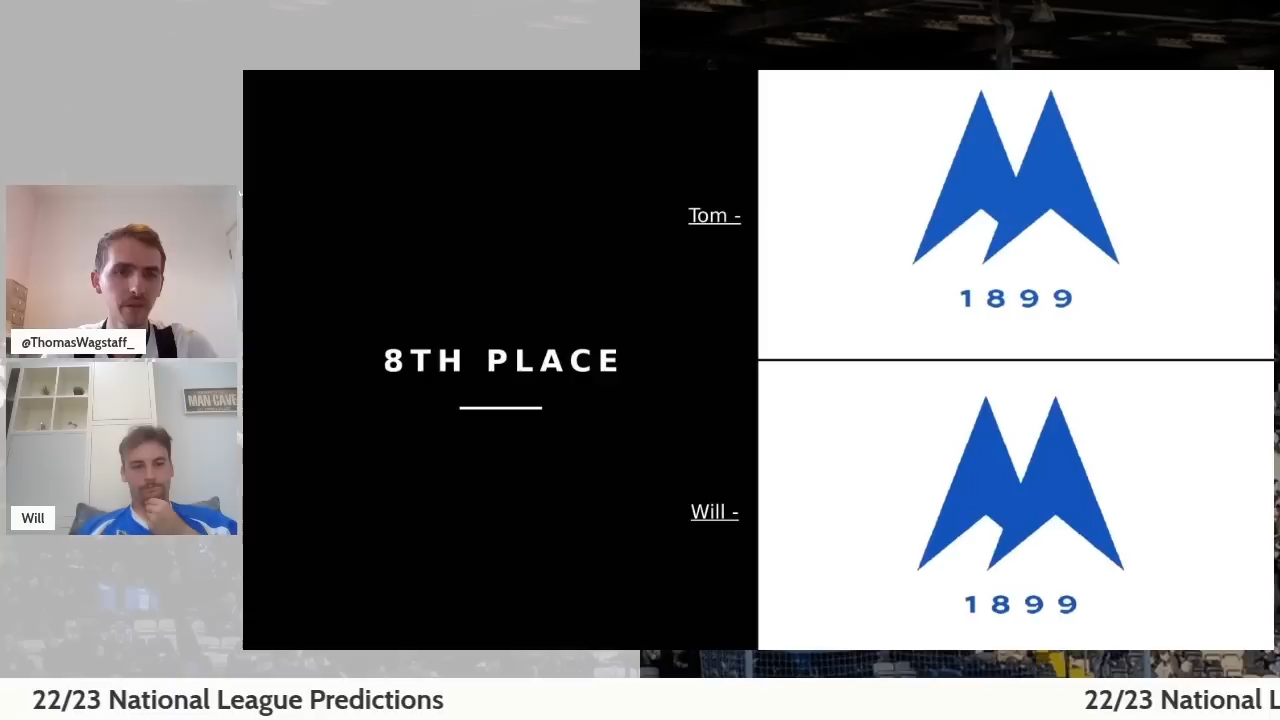 Tom -
1899
@ThomasWagstaff_
8TH PLACE
MAN CAVE
Will
Will -
1899
22/23 National League Predictions
22/23 National L